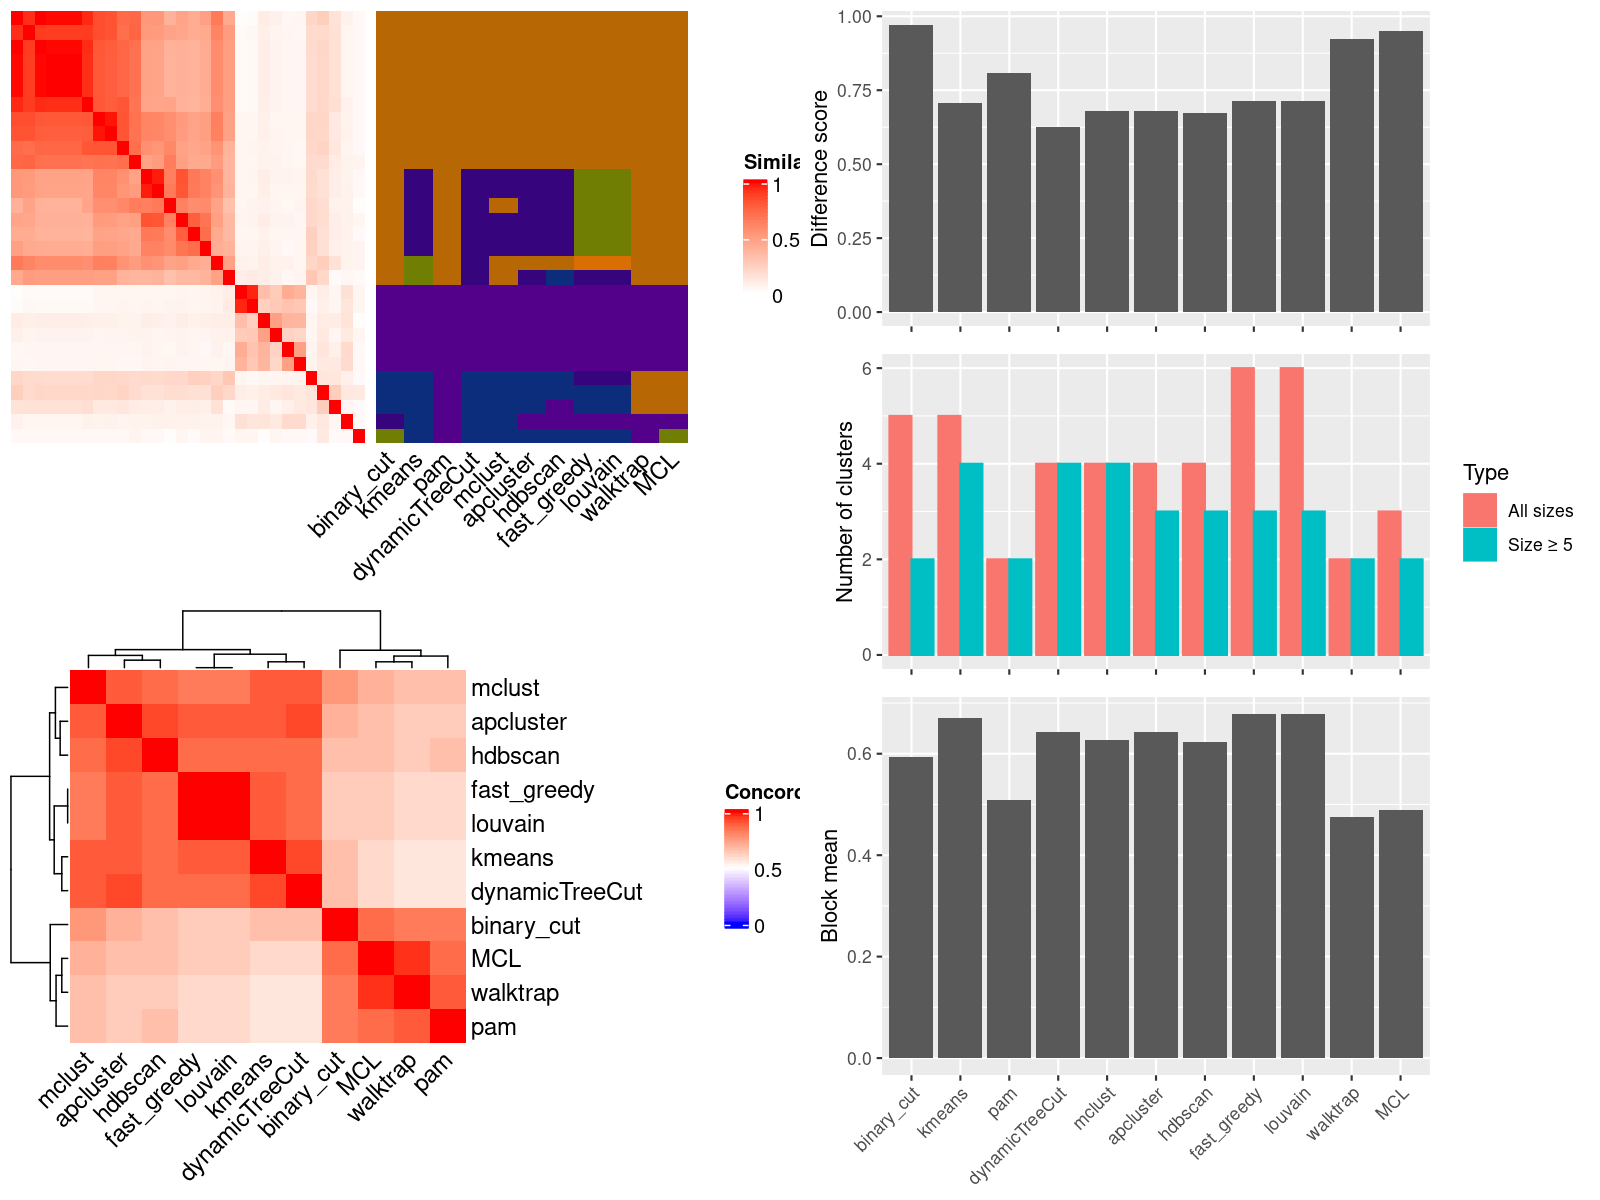 Simila
1
0.5
0
binary_cut
kmeans
pam
dynamicTreeCut
mclust
apcluster
hdbscan
fast_greedy
louvain
walktrap
MCL
mclust
apcluster
hdbscan
fast_greedy
louvain
kmeans
dynamicTreeCut
binary_cut
MCL
walktrap
pam
Concord
1
0.5
0
mclust
apcluster
hdbscan
fast_greedy
louvain
kmeans
dynamicTreeCut
binary_cut
MCL
walktrap
pam
Difference score
1.00
0.75
0.50
0.25
0.00
Number of clusters
6
4
2
0
Type
All sizes
Size ≥ 5
Block mean
0.6
0.4
0.2
0.0
binary_cut
kmeans
pam
dynamicTreeCut
mclust
apcluster
hdbscan
fast_greedy
louvain
walktrap
MCL